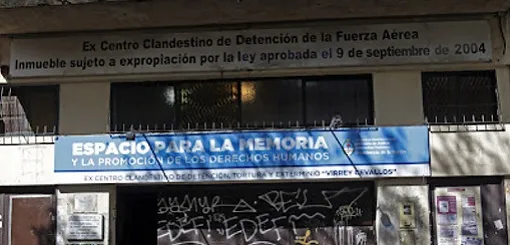 Ex Centro Clandestino de Detención de la Fuerza Aérea
Inmueble sujeto a expropiación por la ley aprobada el 9 de septiembre de 2004
ESPACIO PARA LA MEMORIA
Y LA PROMOCIÓN DE LOS DERECHOS HUMANOS
EX CENTRO CLANDESTINO DE DETENCIÓN, TORTURA Y EXTERMINIO "VIRREY CEVALLOS"